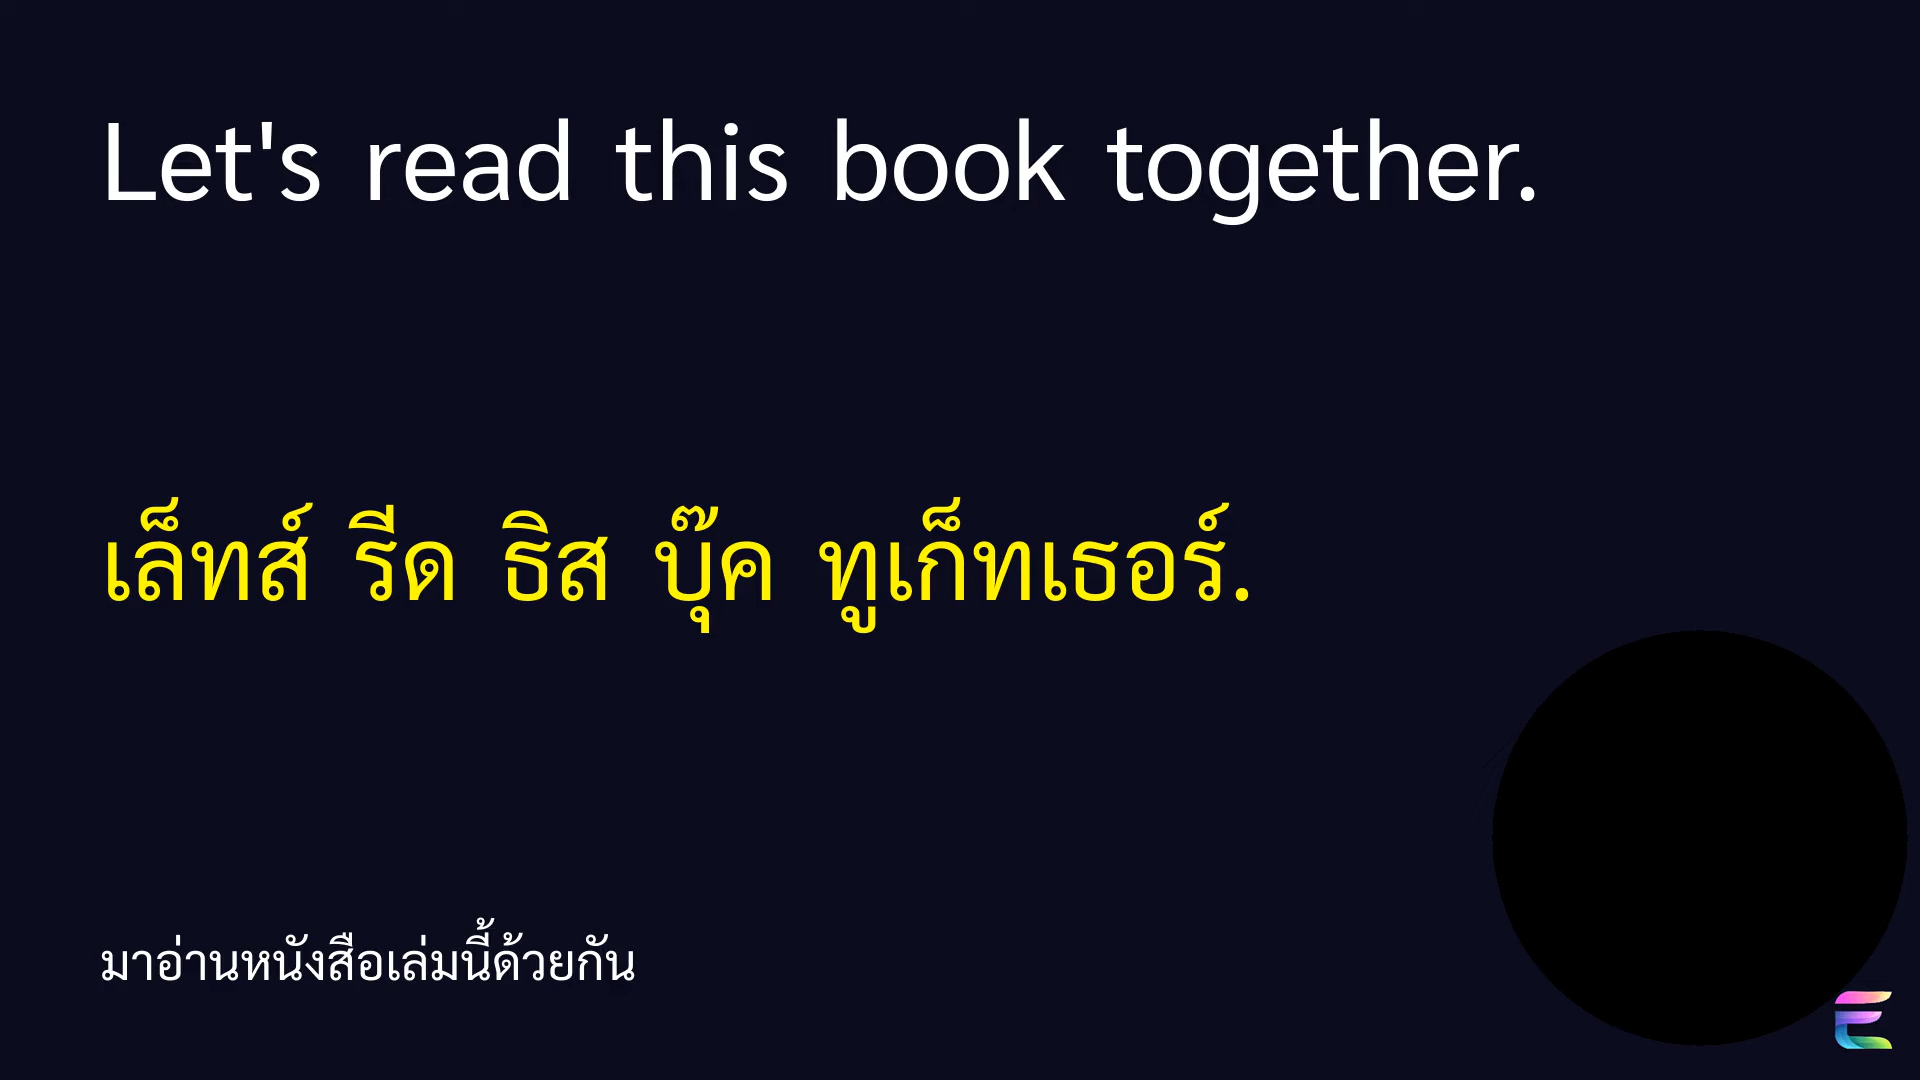 Let's read this book together.
เล็ทส์ รีด ธิส บุ๊ค ทูเก็ทเธอร์.
มาอ่านหนังสือเล่มนี้ด้วยกัน